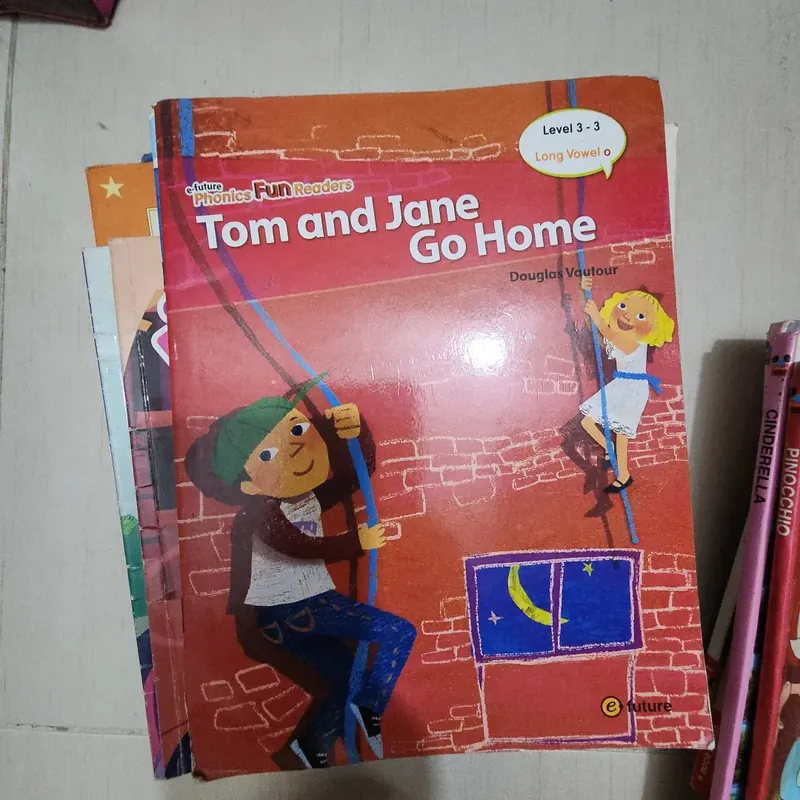 Level 3 - 3
Long Vowel o
e-future
Phonics Fun Readers
Tom and Jane
Go Home
Douglas Vautour
e-future
CINDERELLA
PINOCCHIO